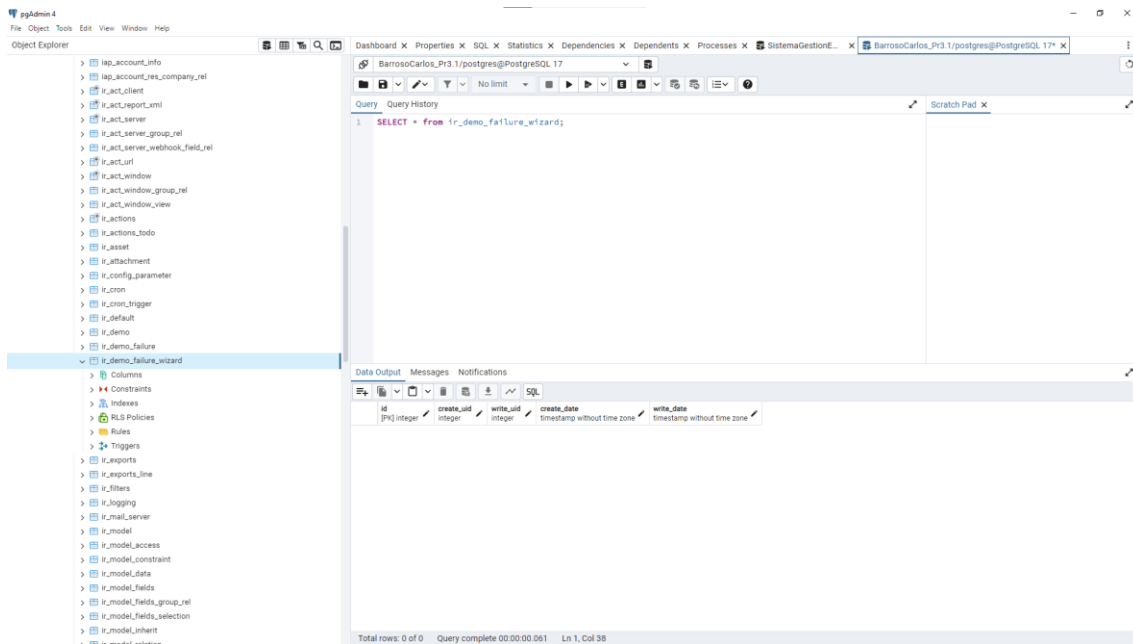 pgAdmin 4
File Object Tools Edit View Window Help
Object Explorer
iap_account_info
iap_account_res_company_rel
ir_act_client
ir_act_report_xml
ir_act_server
ir_act_server_group_rel
ir_act_server_webhook_field_rel
ir_act_url
ir_act_window
ir_act_window_group_rel
ir_act_window_view
ir_actions
ir_actions_todo
ir_asset
ir_attachment
ir_config_parameter
ir_cron
ir_cron_trigger
ir_default
ir_demo
ir_demo_failure
ir_demo_failure_wizard
Columns
Constraints
Indexes
RLS Policies
Rules
Triggers
ir_exports
ir_exports_line
ir_filters
ir_logging
ir_mail_server
ir_model
ir_model_access
ir_model_constraint
ir_model_data
ir_model_fields
ir_model_fields_group_rel
ir_model_fields_selection
ir_model_inherit
ir_model_relation
Dashboard Properties SQL Statistics Dependencies Dependents Processes SistemaGestionE... BarrosoCarlos_Pr3.1/postgres@PostgreSQL 17*
BarrosoCarlos_Pr3.1/postgres@PostgreSQL 17
No limit
Query Query History
Scratch Pad
1 SELECT * from ir_demo_failure_wizard;
Data Output Messages Notifications
SQL
id create_uid write_uid create_date write_date
[PK] integer integer integer timestamp without time zone timestamp without time zone
Total rows: 0 of 0 Query complete 00:00:00.061 Ln 1, Col 38